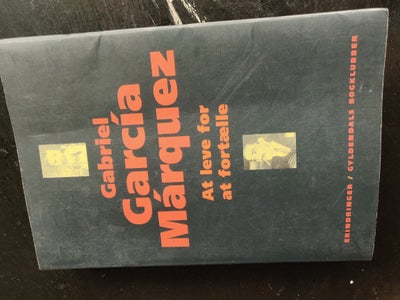 Gabriel
García
Márquez
At leve for
at fortælle
ERINDRINGER / GYLDENDALS BOGKLUBBER